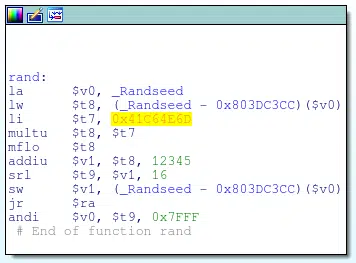 rand:
la $v0, _Randseed
lw $t8, (_Randseed - 0x803DC3CC)($v0)
li $t7, 0x41C64E6D
multu $t8, $t7
mflo $t8
addiu $v1, $t8, 12345
srl $t9, $v1, 16
sw $v1, (_Randseed - 0x803DC3CC)($v0)
jr $ra
andi $v0, $t9, 0x7FFF
# End of function rand